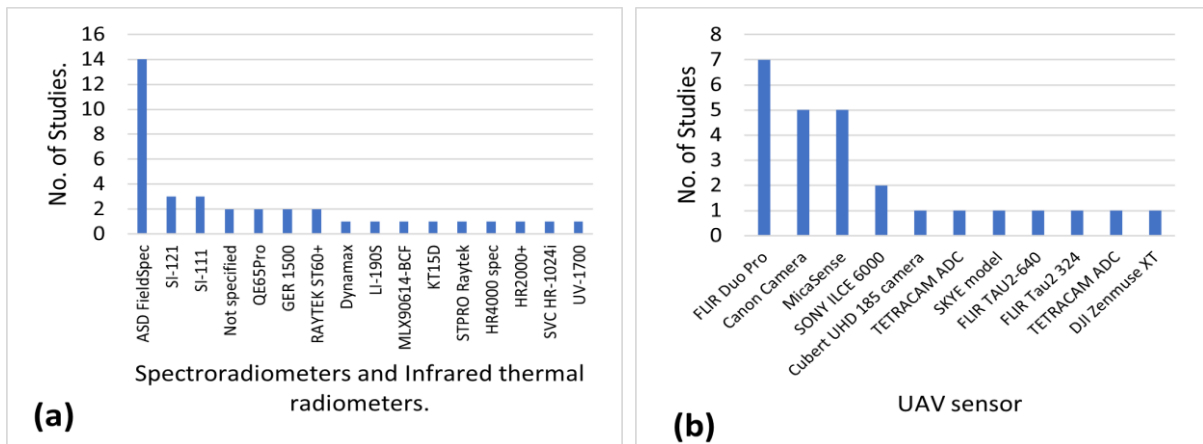 16
14
12
10
8
6
4
2
0
No. of Studies.
ASD FieldSpec
SI-121
SI-111
Not specified
QE65Pro
GER 1500
RAYTEK ST60+
Dynamax
LI-190S
MLX90614-BCF
KT15D
STPRO Raytek
HR4000 spec
HR2000+
SVC HR-1024i
UV-1700
Spectroradiometers and Infrared thermal
radiometers.
(a)
8
7
6
5
4
3
2
1
0
No. of Studies
FLIR Duo Pro
Canon Camera
MicaSense
SONY ILCE 6000
Cubert UHD 185 camera
TETRACAM ADC
SKYE model
FLIR TAU2-640
FLIR Tau2 324
TETRACAM ADC
DJI Zenmuse XT
UAV sensor
(b)